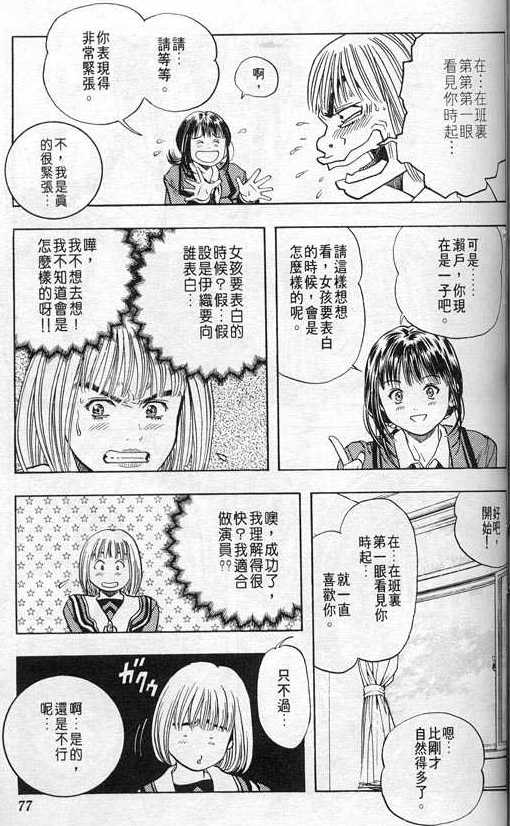 在…在班裏
第第第一眼
看見你時起…
啊，
請…
請等等。
你表現得
非常緊張。
不，我是真
的很緊張…
可是……
瀨戶，你現
在是一子吧。
請這樣想想
看，女孩要表白
的時候，會是
怎麼樣的呢。
女孩要表白的
時候？假…假
設是伊織要向
誰表白…
嘩，
我不想去想！
我不知道會是
怎麼樣的呀!!
好吧，
開始！
在…在班裏
第一眼看見你
時起…
就一直
喜歡你。
嗯…
比剛才
自然得多了。
噢，成功了，
我理解得很
快？我適合
做演員??
只不過…
ガクッ
啊…是的，
還是不行
呢…
77